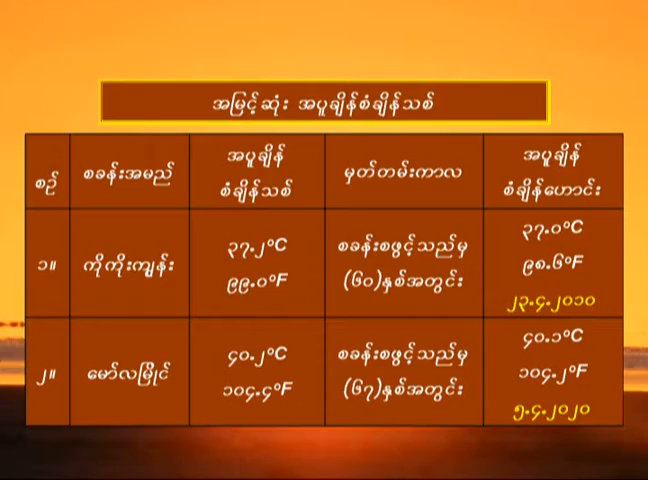 အမြင့်ဆုံး အပူချိန်စံချိန်သစ်
စဉ် စခန်းအမည် အပူချိန် စံချိန်သစ် မှတ်တမ်းကာလ အပူချိန် စံချိန်ဟောင်း
၁။ ကိုကိုးကျွန်း ၃၇.၂°C ၉၉.၀°F စခန်းစဖွင့်သည်မှ (၆၀)နှစ်အတွင်း ၃၇.၀°C ၉၈.၆°F ၂၃.၄.၂၀၁၀
၂။ မော်လမြိုင် ၄၀.၂°C ၁၀၄.၄°F စခန်းစဖွင့်သည်မှ (၆၇)နှစ်အတွင်း ၄၀.၁°C ၁၀၄.၂°F ၅.၄.၂၀၂၀